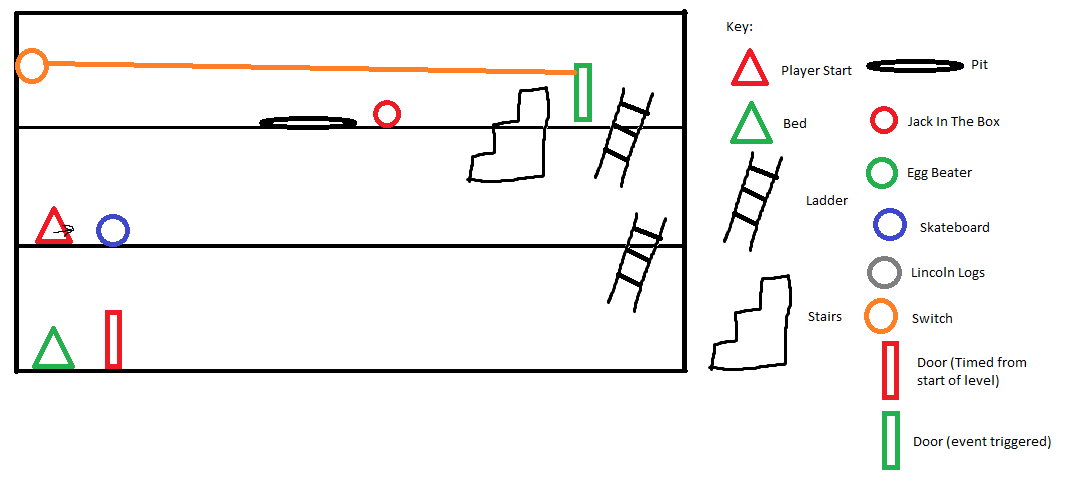 Key:
Player Start
Pit
Bed
Jack In The Box
Egg Beater
Ladder
Skateboard
Lincoln Logs
Stairs
Switch
Door (Timed from
start of level)
Door (event triggered)